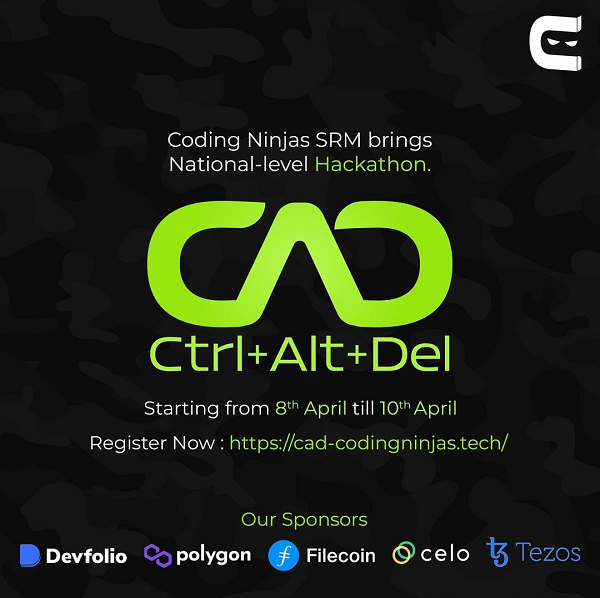 Coding Ninjas SRM brings
National-level Hackathon.
CAD
Ctrl+Alt+Del
Starting from 8th April till 10th April
Register Now : https://cad-codingninjas.tech/
Our Sponsors
Devfolio polygon Filecoin celo Tezos